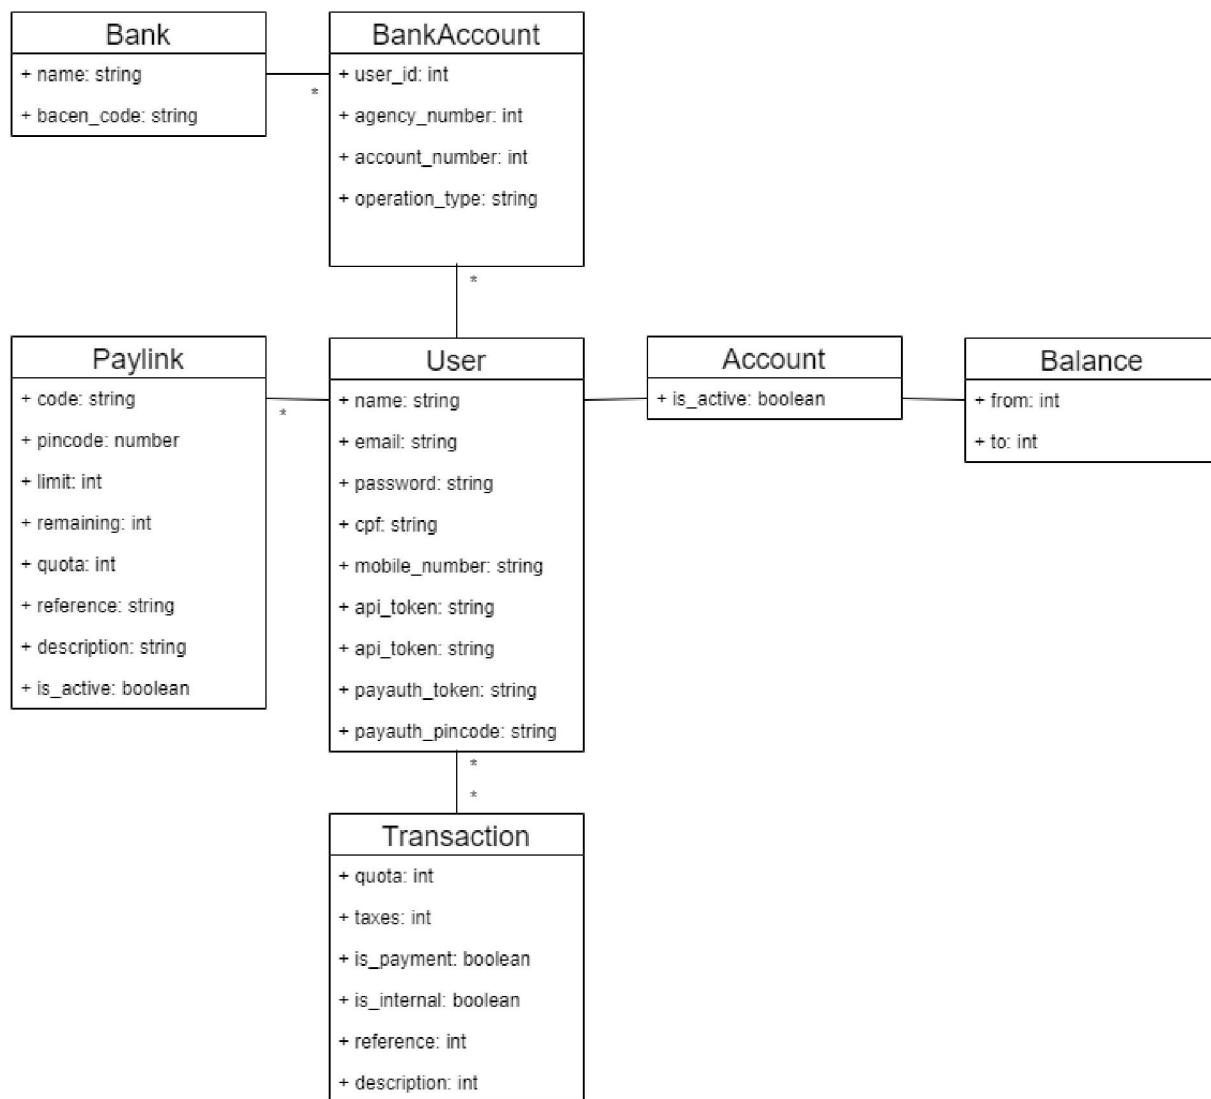 Bank
+ name: string
+ bacen_code: string
*
BankAccount
+ user_id: int
+ agency_number: int
+ account_number: int
+ operation_type: string
*
Paylink
+ code: string
+ pincode: number
+ limit: int
+ remaining: int
+ quota: int
+ reference: string
+ description: string
+ is_active: boolean
*
User
+ name: string
+ email: string
+ password: string
+ cpf: string
+ mobile_number: string
+ api_token: string
+ api_token: string
+ payauth_token: string
+ payauth_pincode: string
*
*
Account
+ is_active: boolean
Balance
+ from: int
+ to: int
Transaction
+ quota: int
+ taxes: int
+ is_payment: boolean
+ is_internal: boolean
+ reference: int
+ description: int